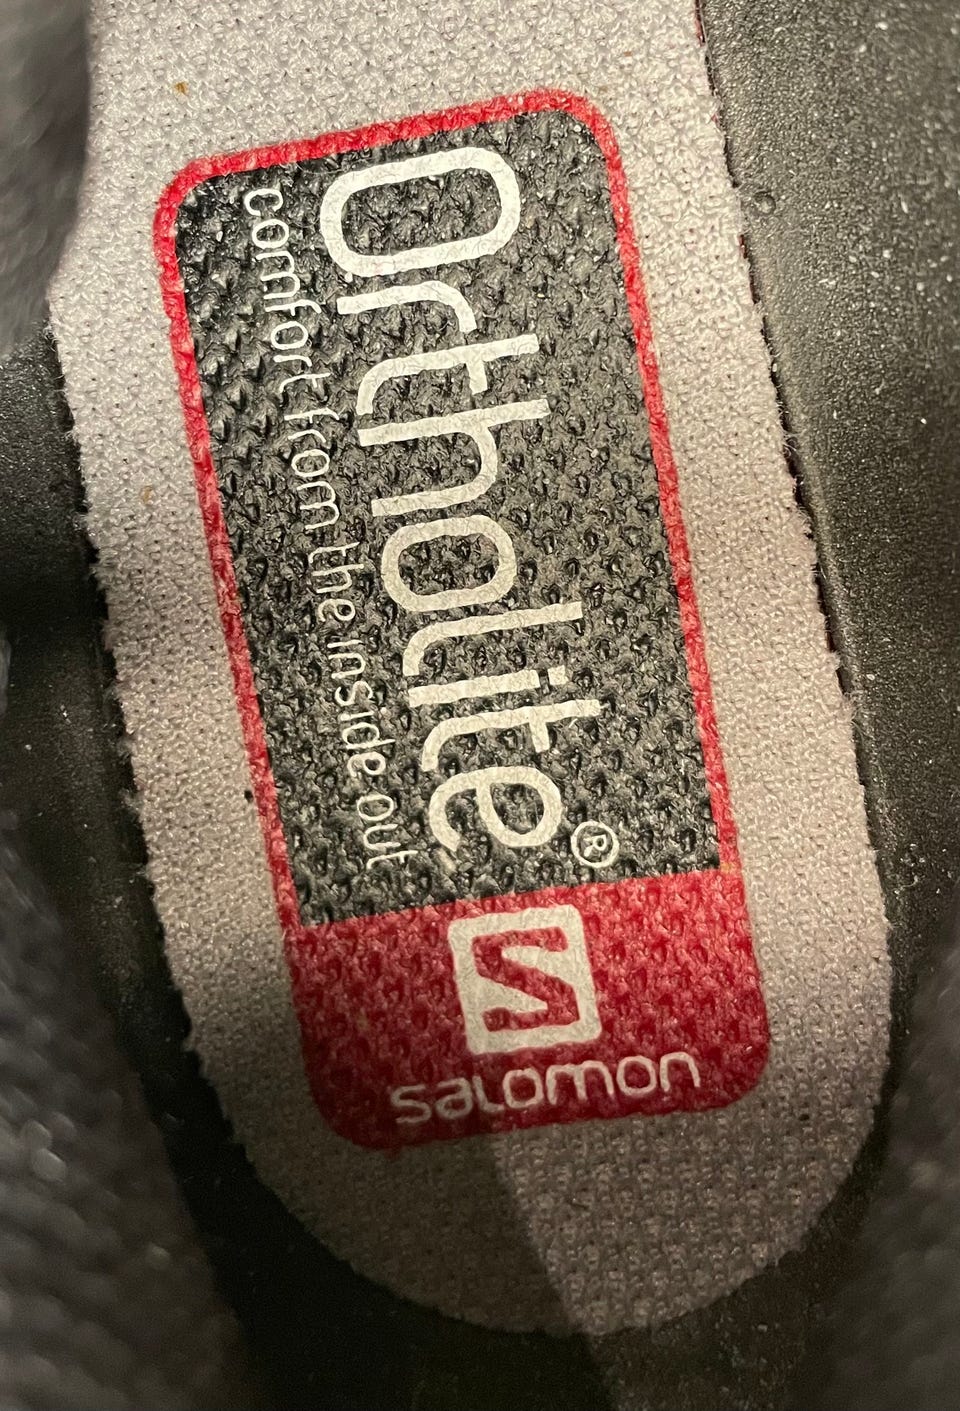 OrthoLite®
comfort from the inside out
S
salomon